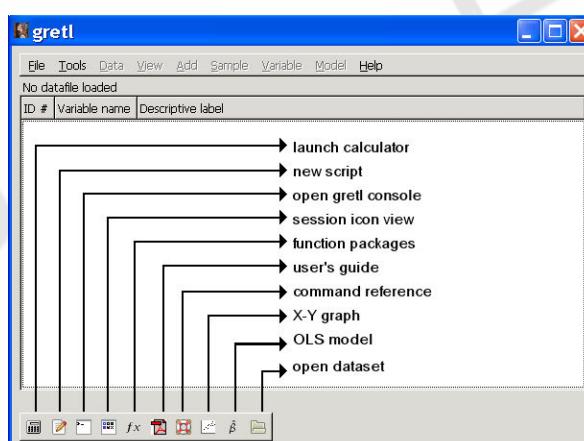 gretl
File Tools Data View Add Sample Variable Model Help
No datafile loaded
ID # Variable name Descriptive label
launch calculator
new script
open gretl console
session icon view
function packages
user's guide
command reference
X-Y graph
OLS model
open dataset
fx β̂